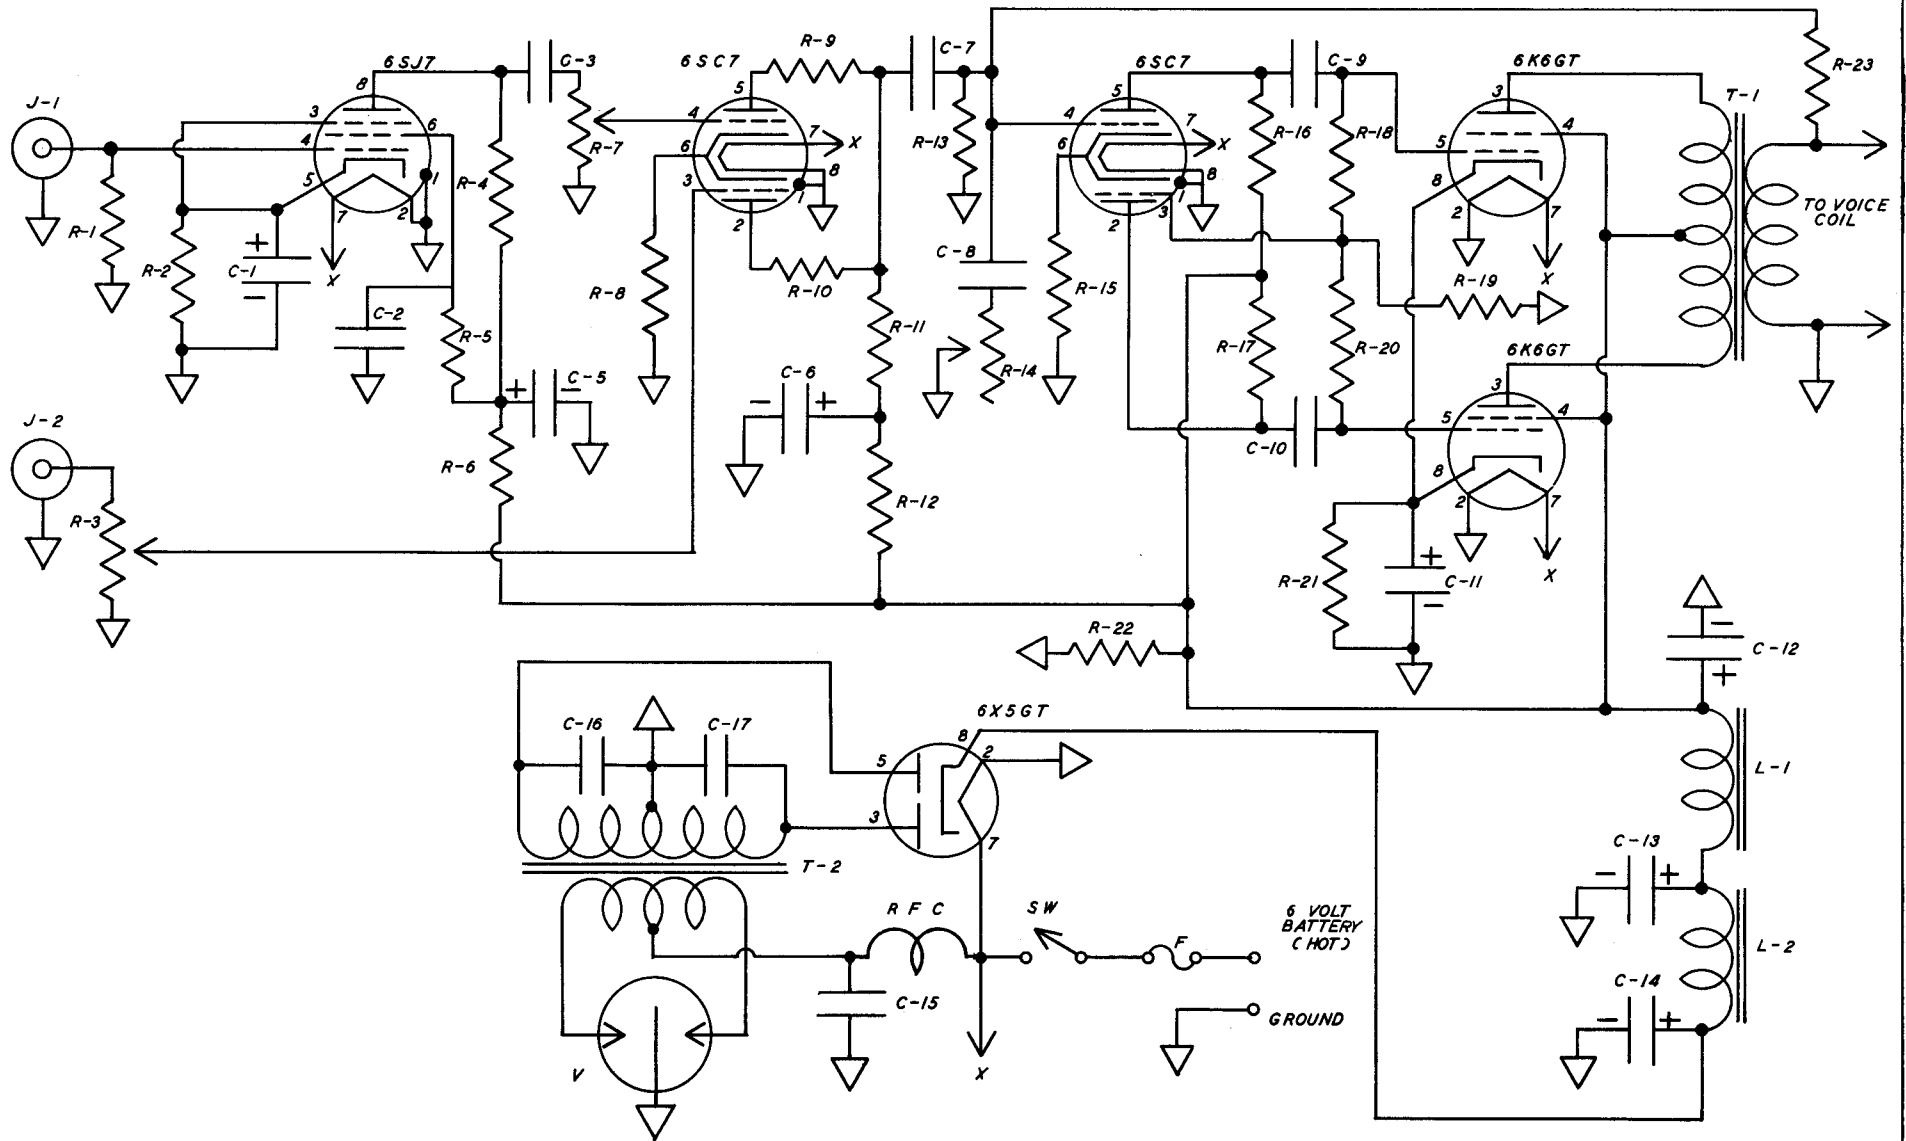 J-1
R-1
R-2
C-1
+
−
6SJ7
8
3
4
5
6
7
2
1
X
C-2
R-4
R-5
C-3
R-7
+
−
C-5
R-6
J-2
R-3
6SC7
R-9
5
4
6
3
2
7
8
1
X
R-8
R-10
R-11
C-6
−
+
R-12
C-7
R-13
C-8
R-14
6SC7
5
4
6
2
7
8
1
3
X
R-15
R-16
R-17
C-9
R-18
R-20
C-10
R-19
6K6GT
3
5
4
8
2
7
X
6K6GT
3
5
4
8
2
7
X
R-21
+
C-11
−
T-1
R-23
TO VOICE
COIL
R-22
−
C-12
+
L-1
C-13
−
+
L-2
C-14
−
+
C-16
C-17
T-2
V
6X5GT
8
2
5
3
7
RFC
C-15
X
SW
F
6 VOLT
BATTERY
(HOT)
GROUND